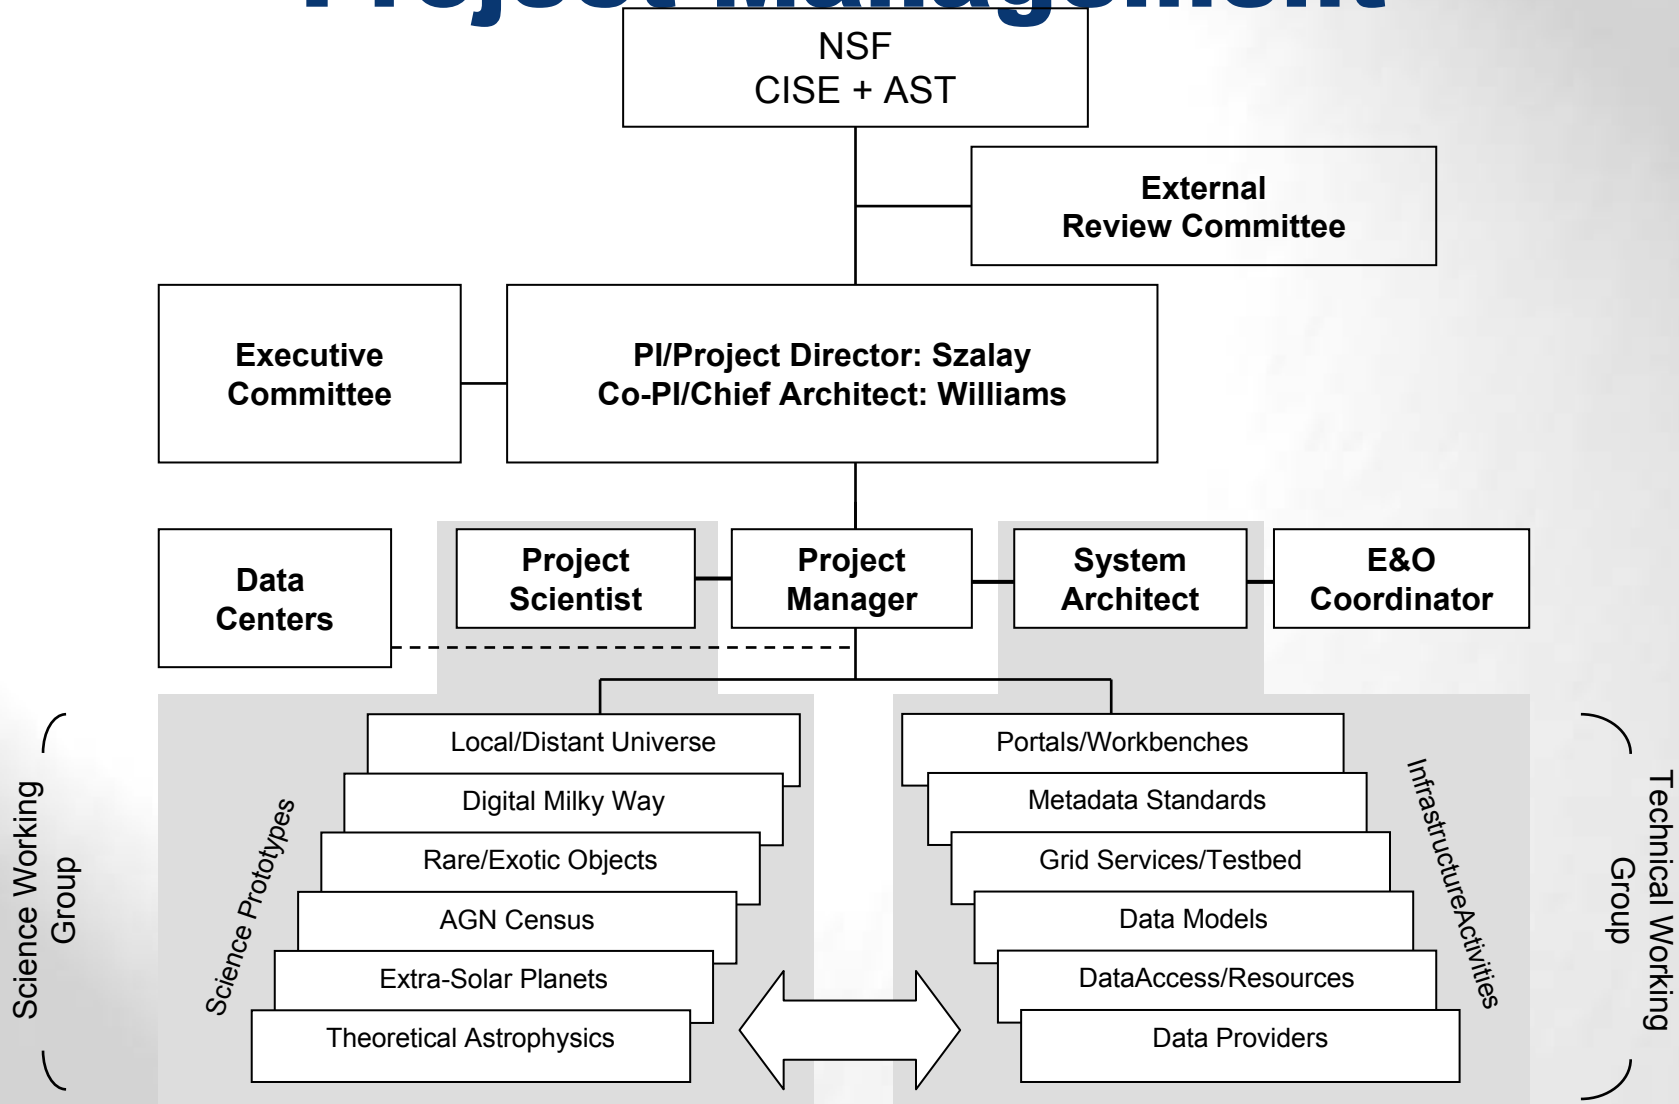 Project Management
NSF
CISE + AST
External
Review Committee
Executive
Committee
PI/Project Director: Szalay
Co-PI/Chief Architect: Williams
Data
Centers
Project
Scientist
Project
Manager
System
Architect
E&O
Coordinator
Science Working
Group
Science Prototypes
Local/Distant Universe
Digital Milky Way
Rare/Exotic Objects
AGN Census
Extra-Solar Planets
Theoretical Astrophysics
Portals/Workbenches
Metadata Standards
Grid Services/Testbed
Data Models
DataAccess/Resources
Data Providers
InfrastructureActivities
Technical Working
Group